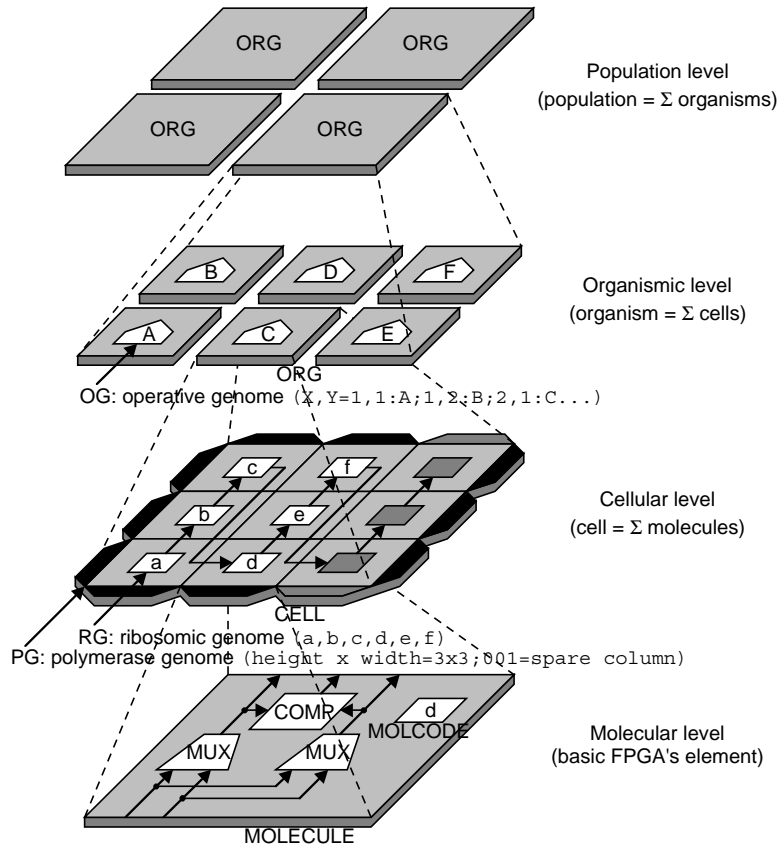 ORG
ORG
Population level
(population = Σ organisms)
ORG
ORG
B
D
F
Organismic level
(organism = Σ cells)
A
C
E
ORG
OG: operative genome (X,Y=1,1:A;1,2:B;2,1:C...)
c
f
b
e
Cellular level
(cell = Σ molecules)
a
d
CELL
RG: ribosomic genome (a,b,c,d,e,f)
PG: polymerase genome (height x width=3x3;001=spare column)
COMP
d
MOLCODE
Molecular level
(basic FPGA's element)
MUX
MUX
MOLECULE